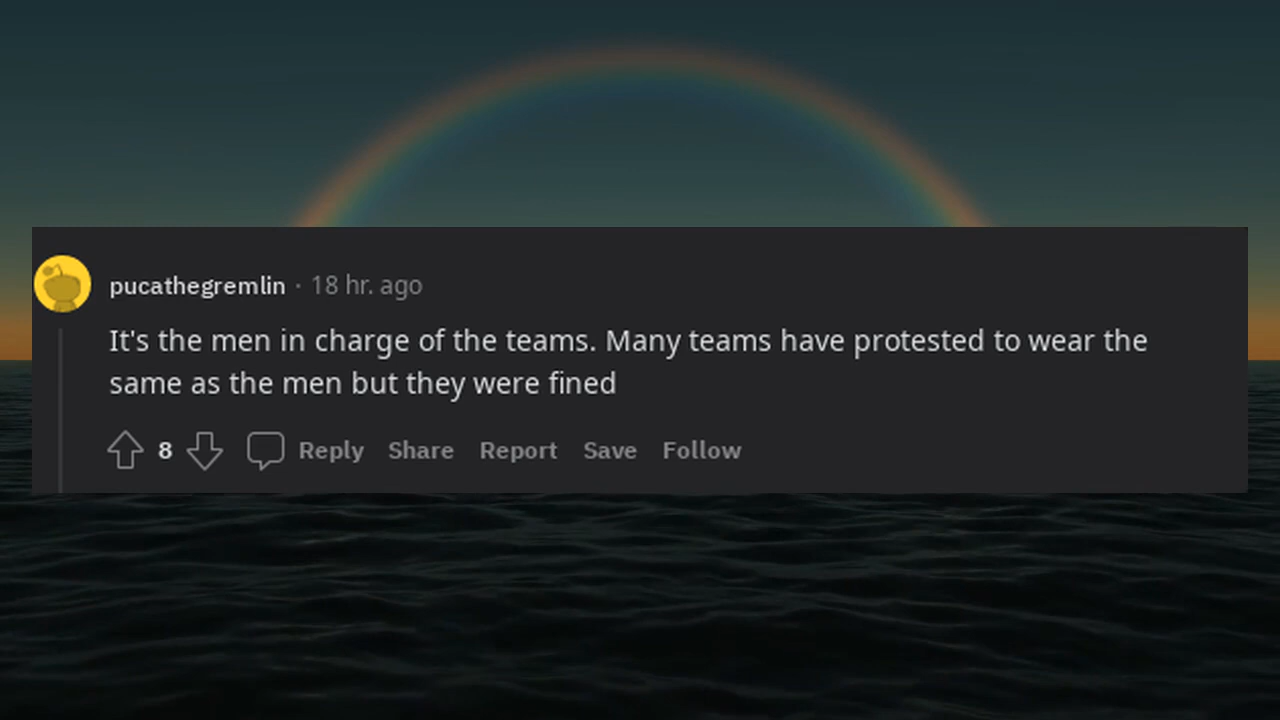 pucathegremlin · 18 hr. ago
It's the men in charge of the teams. Many teams have protested to wear the
same as the men but they were fined
8 Reply Share Report Save Follow